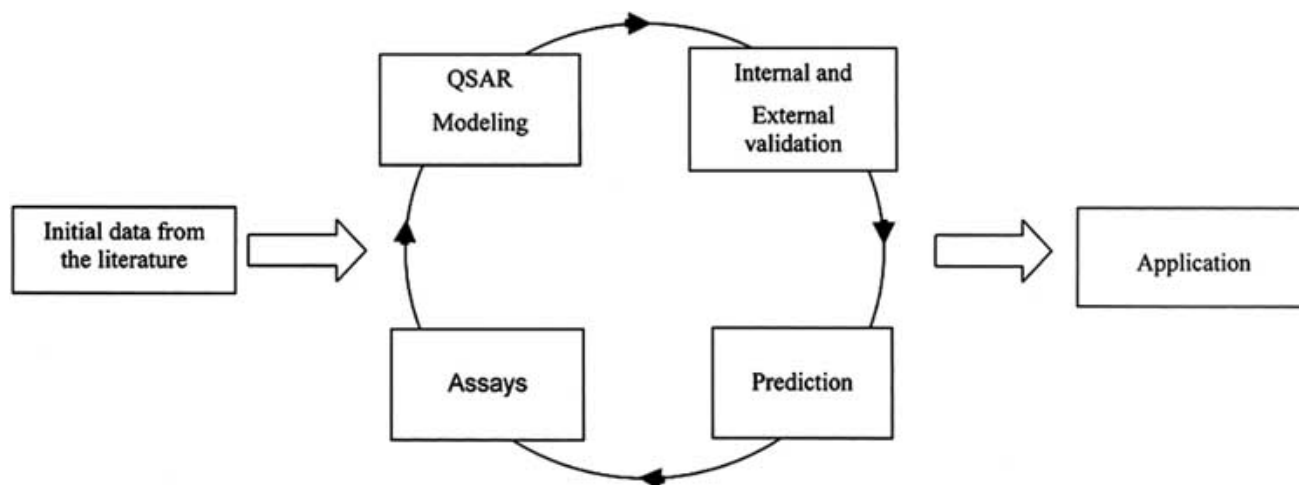 QSAR
Modeling
Internal and
External
validation
Initial data from
the literature
Application
Assays
Prediction